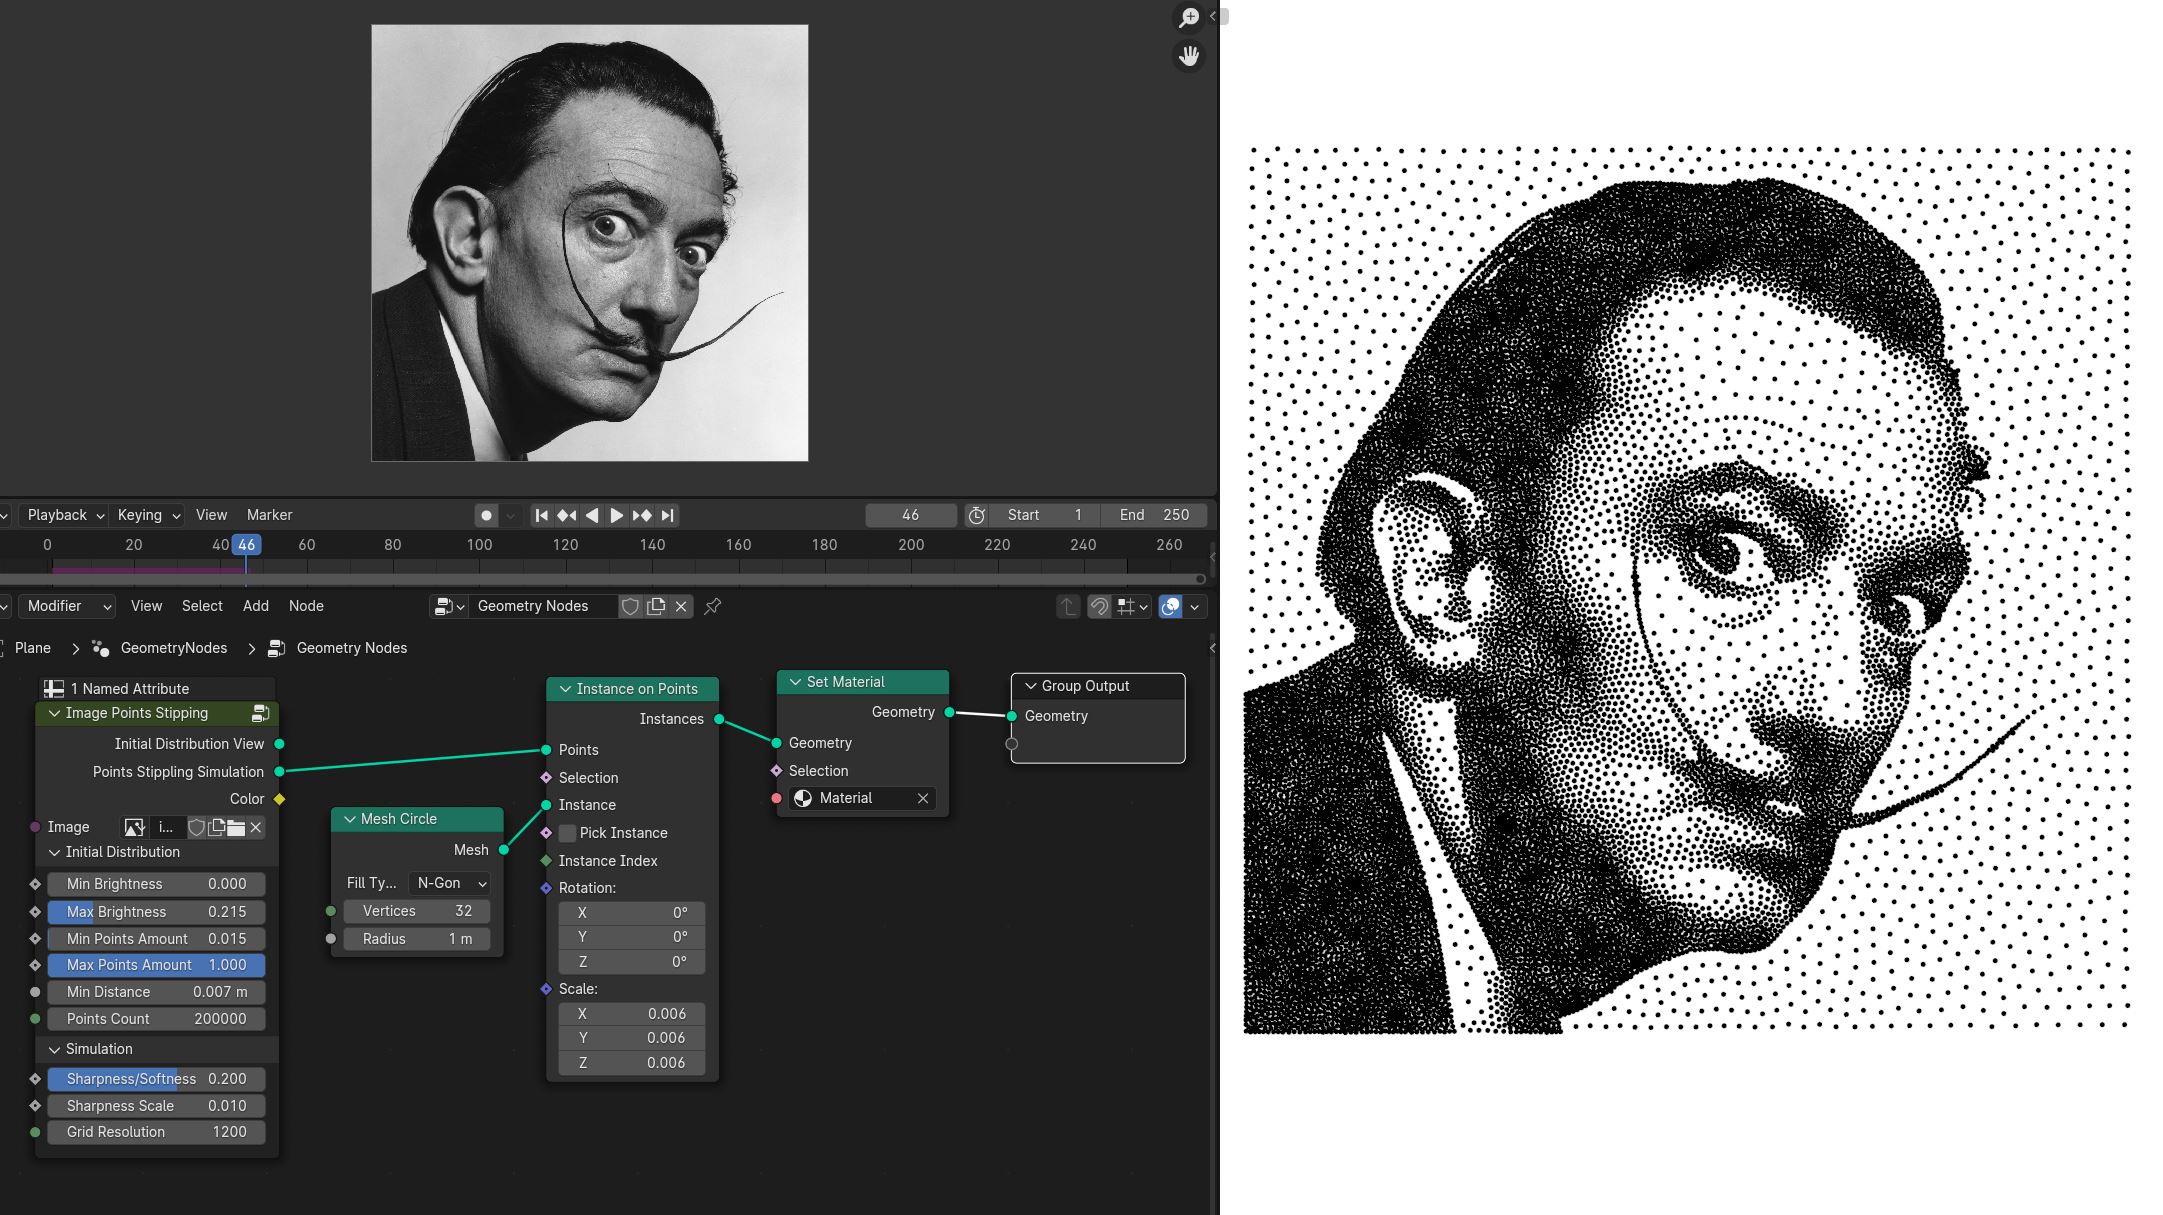 Playback Keying View Marker 46 Start 1 End 250
0 20 40 46 60 80 100 120 140 160 180 200 220 240 260
Modifier View Select Add Node Geometry Nodes
Plane GeometryNodes Geometry Nodes
1 Named Attribute
Image Points Stipping
Initial Distribution View
Points Stippling Simulation
Color
Image i...
Initial Distribution
Min Brightness 0.000
Max Brightness 0.215
Min Points Amount 0.015
Max Points Amount 1.000
Min Distance 0.007 m
Points Count 200000
Simulation
Sharpness/Softness 0.200
Sharpness Scale 0.010
Grid Resolution 1200
Mesh Circle
Mesh
Fill Ty... N-Gon
Vertices 32
Radius 1 m
Instance on Points
Instances
Points
Selection
Instance
Pick Instance
Instance Index
Rotation:
X 0°
Y 0°
Z 0°
Scale:
X 0.006
Y 0.006
Z 0.006
Set Material
Geometry
Geometry
Selection
Material
Group Output
Geometry